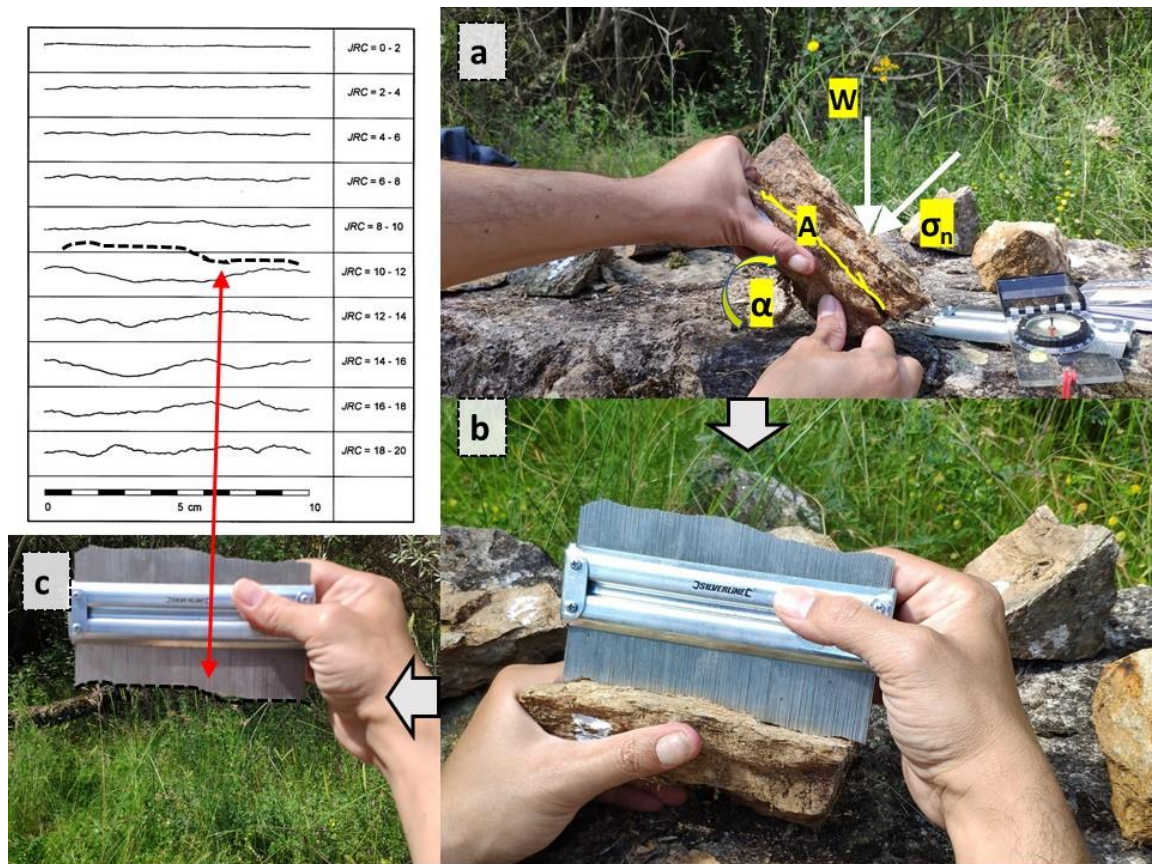 JRC = 0 - 2
JRC = 2 - 4
JRC = 4 - 6
JRC = 6 - 8
JRC = 8 - 10
JRC = 10 - 12
JRC = 12 - 14
JRC = 14 - 16
JRC = 16 - 18
JRC = 18 - 20
0 5 cm 10
a
W
A
σn
α
b
SILVERLINE
c
SILVERLINE